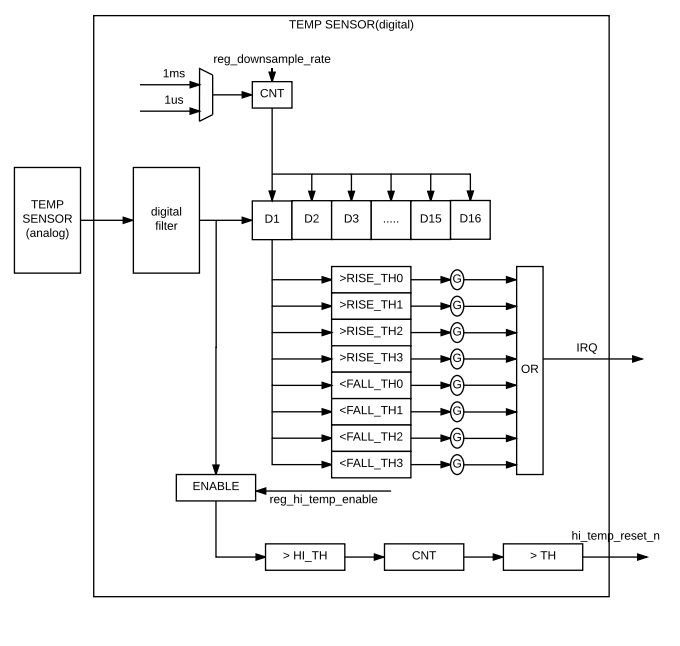 TEMP SENSOR(digital)
reg_downsample_rate
1ms
1us
CNT
TEMP
SENSOR
(analog)
digital
filter
D1
D2
D3
.....
D15
D16
>RISE_TH0
G
>RISE_TH1
G
>RISE_TH2
G
>RISE_TH3
G
<FALL_TH0
G
<FALL_TH1
G
<FALL_TH2
G
<FALL_TH3
G
OR
IRQ
ENABLE
reg_hi_temp_enable
> HI_TH
CNT
> TH
hi_temp_reset_n